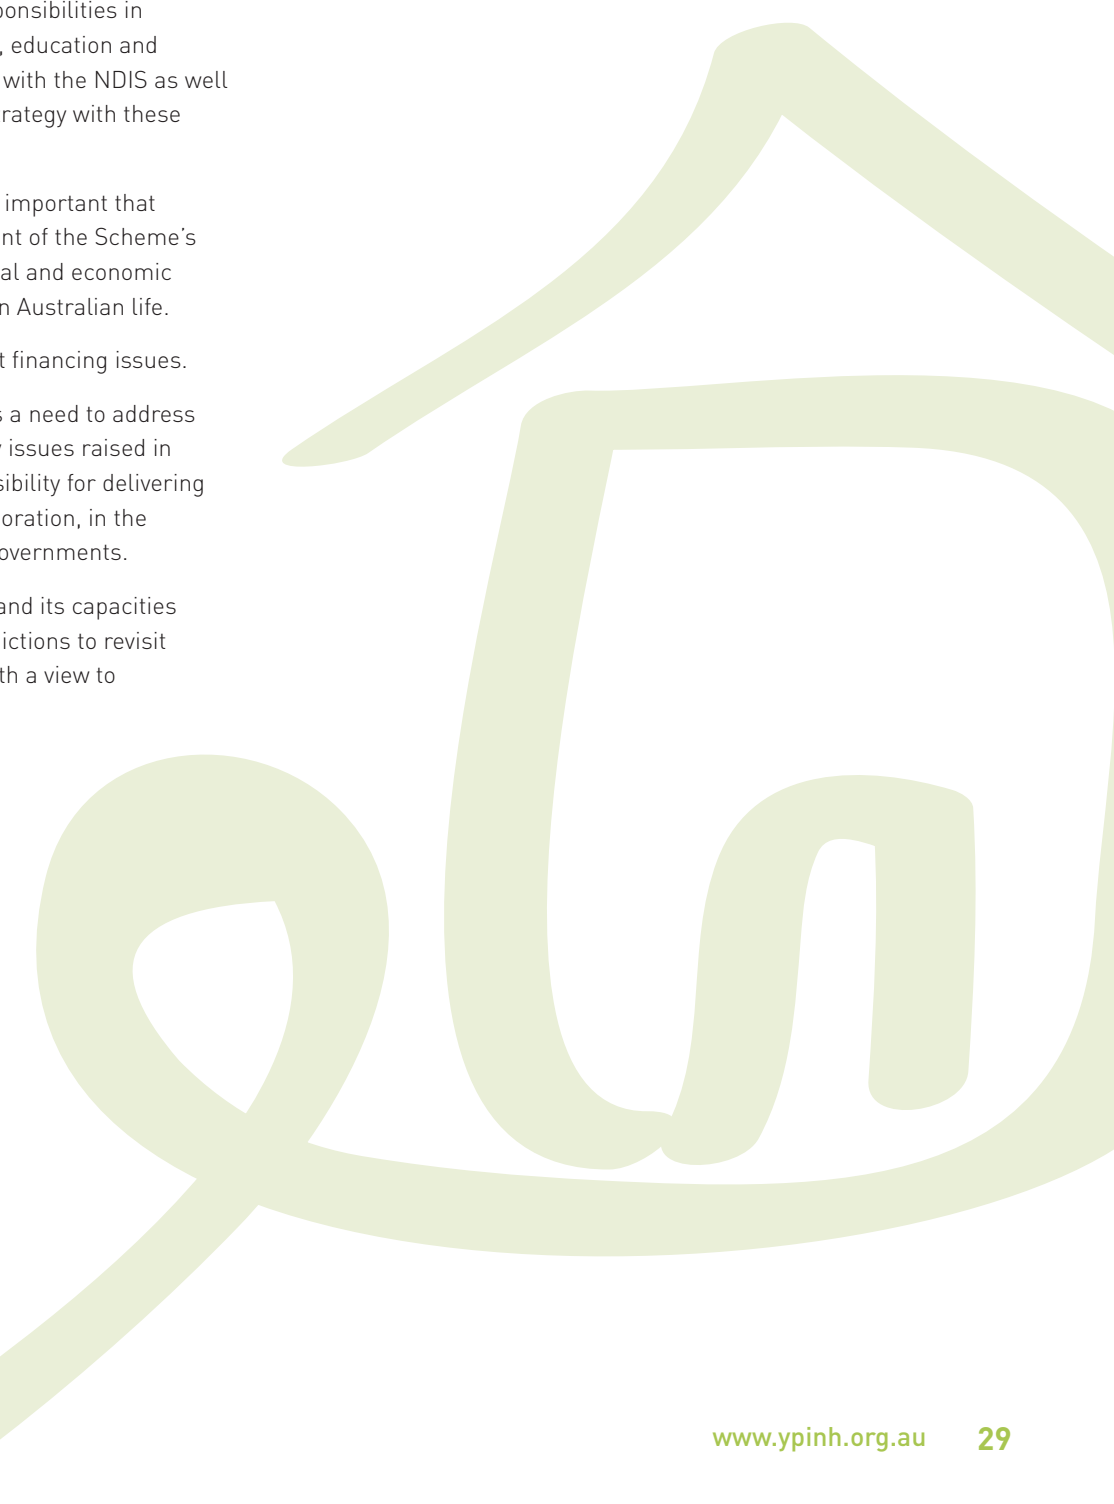 onsibilities in
, education and
with the NDIS as well
rategy with these
important that
nt of the Scheme’s
al and economic
n Australian life.
t financing issues.
s a need to address
issues raised in
sibility for delivering
oration, in the
overnments.
and its capacities
ictions to revisit
th a view to
www.ypinh.org.au 29